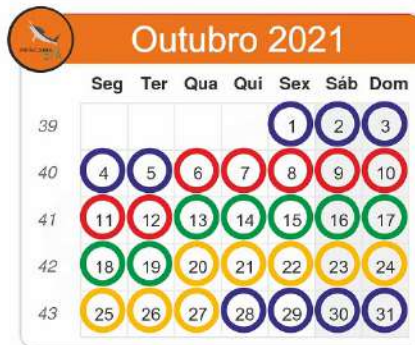 Outubro 2021
Seg Ter Qua Qui Sex Sáb Dom
39 1 2 3
40 4 5 6 7 8 9 10
41 11 12 13 14 15 16 17
42 18 19 20 21 22 23 24
43 25 26 27 28 29 30 31